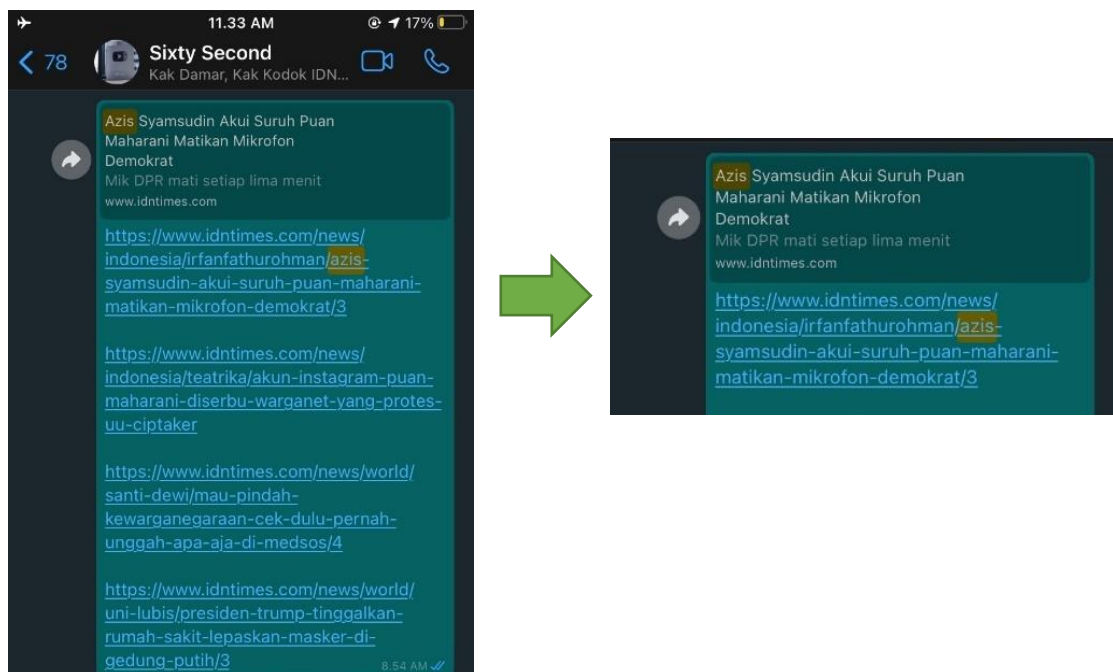 11.33 AM
17%
78
Sixty Second
Kak Damar, Kak Kodok IDN...
Azis Syamsudin Akui Suruh Puan
Maharani Matikan Mikrofon
Demokrat
Mik DPR mati setiap lima menit
www.idntimes.com
https://www.idntimes.com/news/
indonesia/irfanfathurohman/azis-
syamsudin-akui-suruh-puan-maharani-
matikan-mikrofon-demokrat/3
https://www.idntimes.com/news/
indonesia/teatrika/akun-instagram-puan-
maharani-diserbu-warganet-yang-protes-
uu-ciptaker
https://www.idntimes.com/news/world/
santi-dewi/mau-pindah-
kewarganegaraan-cek-dulu-pernah-
unggah-apa-aja-di-medsos/4
https://www.idntimes.com/news/world/
uni-lubis/presiden-trump-tinggalkan-
rumah-sakit-lepaskan-masker-di-
gedung-putih/3
8.54 AM
Azis Syamsudin Akui Suruh Puan
Maharani Matikan Mikrofon
Demokrat
Mik DPR mati setiap lima menit
www.idntimes.com
https://www.idntimes.com/news/
indonesia/irfanfathurohman/azis-
syamsudin-akui-suruh-puan-maharani-
matikan-mikrofon-demokrat/3